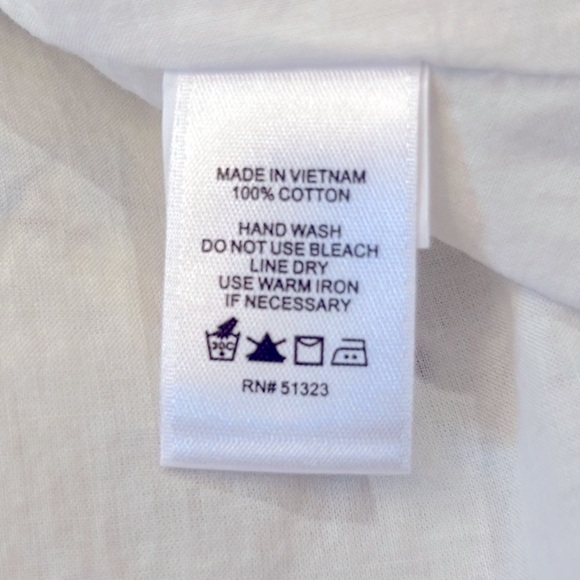 MADE IN VIETNAM
100% COTTON
HAND WASH
DO NOT USE BLEACH
LINE DRY
USE WARM IRON
IF NECESSARY
30C
RN# 51323